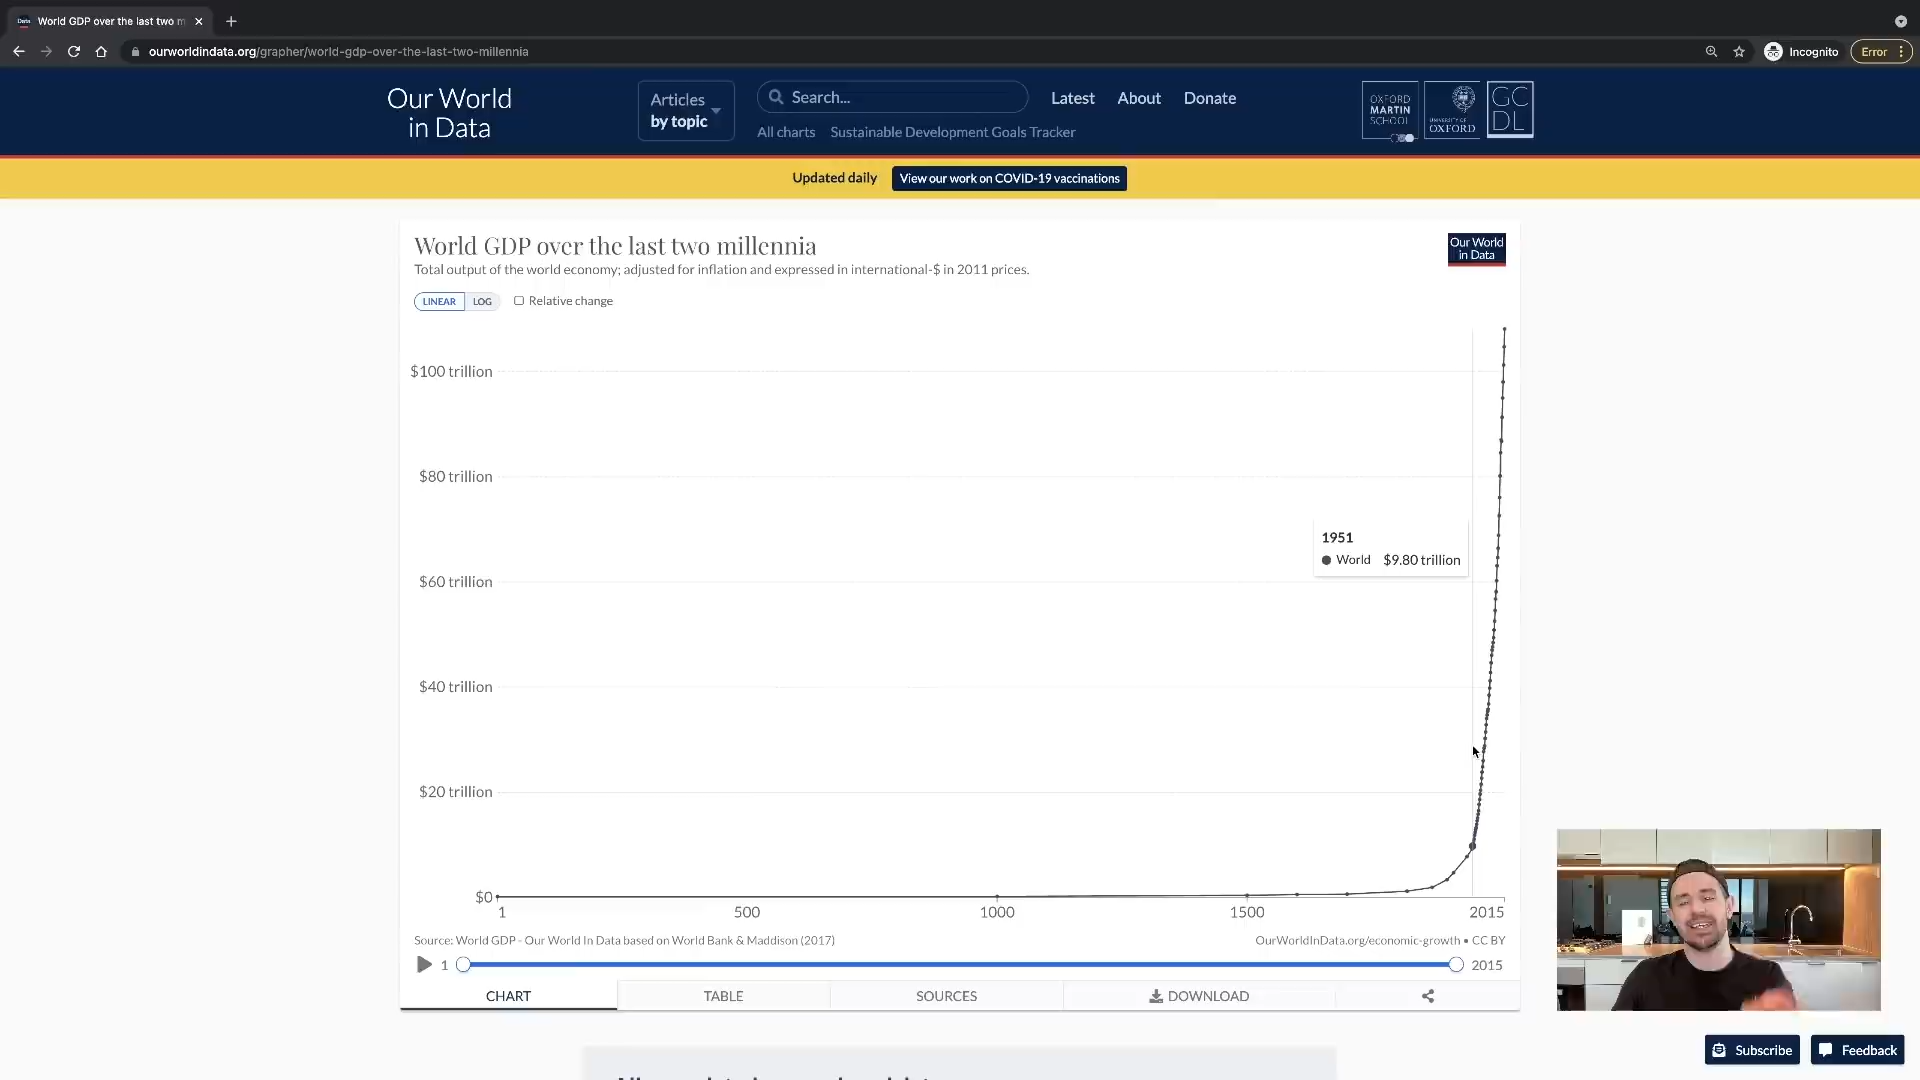 World GDP over the last two m
ourworldindata.org/grapher/world-gdp-over-the-last-two-millennia
Incognito
Error
Our World
in Data
Articles
by topic
Search...
Latest
About
Donate
All charts
Sustainable Development Goals Tracker
OXFORD
MARTIN
SCHOOL
UNIVERSITY OF
OXFORD
GC
DL
Updated daily
View our work on COVID-19 vaccinations
World GDP over the last two millennia
Total output of the world economy; adjusted for inflation and expressed in international-$ in 2011 prices.
Our World
in Data
LINEAR
LOG
Relative change
$100 trillion
$80 trillion
$60 trillion
$40 trillion
$20 trillion
$0
1951
World $9.80 trillion
1
500
1000
1500
2015
Source: World GDP - Our World In Data based on World Bank & Maddison (2017)
OurWorldInData.org/economic-growth • CC BY
1
2015
CHART
TABLE
SOURCES
DOWNLOAD
Subscribe
Feedback